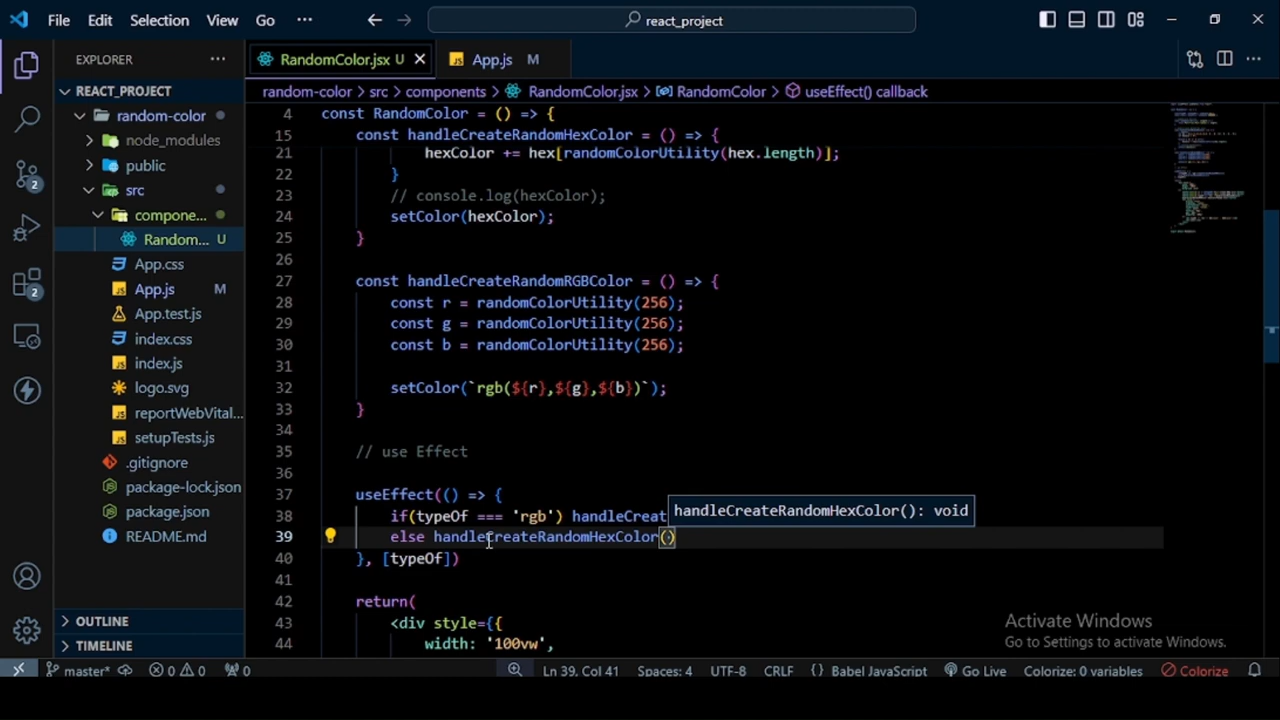 File Edit Selection View Go ··· react_project
EXPLORER ··· RandomColor.jsx U App.js M
REACT_PROJECT random-color > src > components > RandomColor.jsx > RandomColor > useEffect() callback
random-color
node_modules
public
src
compone...
Random... U
App.css
App.js M
App.test.js
index.css
index.js
logo.svg
reportWebVital...
setupTests.js
.gitignore
package-lock.json
package.json
README.md
OUTLINE
TIMELINE
2
2
4 const RandomColor = () => {
15 const handleCreateRandomHexColor = () => {
21 hexColor += hex[randomColorUtility(hex.length)];
22 }
23 // console.log(hexColor);
24 setColor(hexColor);
25 }
26
27 const handleCreateRandomRGBColor = () => {
28 const r = randomColorUtility(256);
29 const g = randomColorUtility(256);
30 const b = randomColorUtility(256);
31
32 setColor(`rgb(${r},${g},${b})`);
33 }
34
35 // use Effect
36
37 useEffect(() => {
38 if(typeOf === 'rgb') handleCreat
handleCreateRandomHexColor(): void
39 else handleCreateRandomHexColor()
40 }, [typeOf])
41
42 return(
43 <div style={{
44 width: '100vw',
Activate Windows
Go to Settings to activate Windows.
master* 0 0 0 Ln 39, Col 41 Spaces: 4 UTF-8 CRLF {} Babel JavaScript Go Live Colorize: 0 variables Colorize